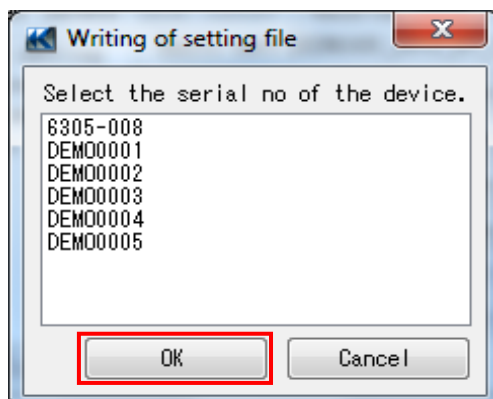 Writing of setting file
Select the serial no of the device.
6305-008
DEMO0001
DEMO0002
DEMO0003
DEMO0004
DEMO0005
OK
Cancel